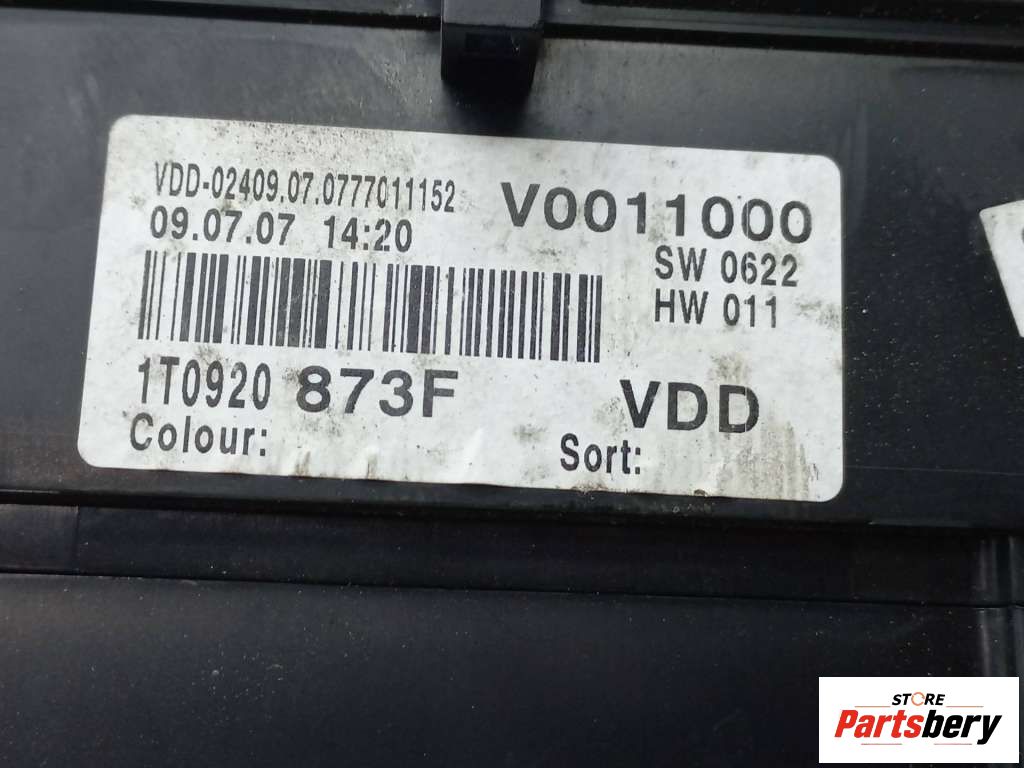 VDD-02409.07.0777011152
V0011000
09.07.07 14:20
SW 0622
HW 011
1T0920 873F
VDD
Colour:
Sort:
STORE
Partsbery